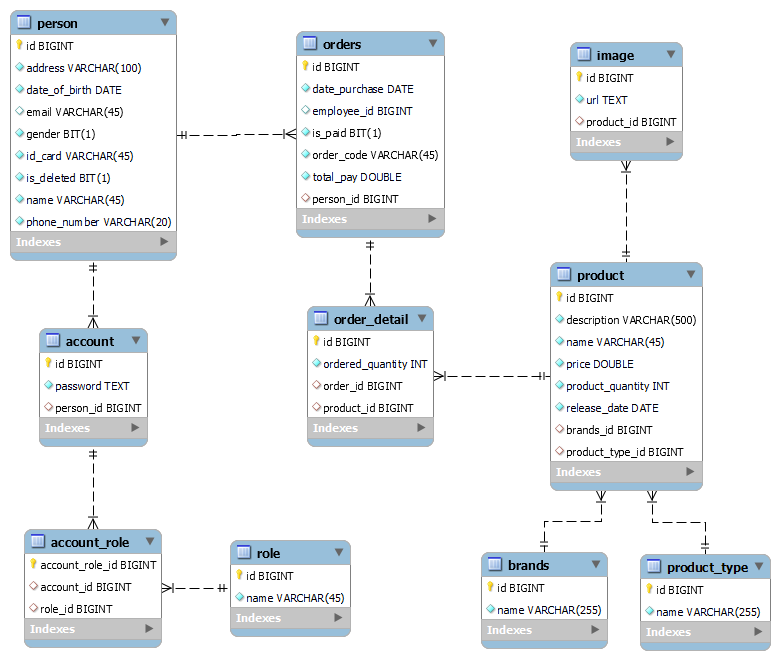 person
id BIGINT
address VARCHAR(100)
date_of_birth DATE
email VARCHAR(45)
gender BIT(1)
id_card VARCHAR(45)
is_deleted BIT(1)
name VARCHAR(45)
phone_number VARCHAR(20)
Indexes
orders
id BIGINT
date_purchase DATE
employee_id BIGINT
is_paid BIT(1)
order_code VARCHAR(45)
total_pay DOUBLE
person_id BIGINT
Indexes
image
id BIGINT
url TEXT
product_id BIGINT
Indexes
account
id BIGINT
password TEXT
person_id BIGINT
Indexes
order_detail
id BIGINT
ordered_quantity INT
order_id BIGINT
product_id BIGINT
Indexes
product
id BIGINT
description VARCHAR(500)
name VARCHAR(45)
price DOUBLE
product_quantity INT
release_date DATE
brands_id BIGINT
product_type_id BIGINT
Indexes
account_role
account_role_id BIGINT
account_id BIGINT
role_id BIGINT
Indexes
role
id BIGINT
name VARCHAR(45)
Indexes
brands
id BIGINT
name VARCHAR(255)
Indexes
product_type
id BIGINT
name VARCHAR(255)
Indexes